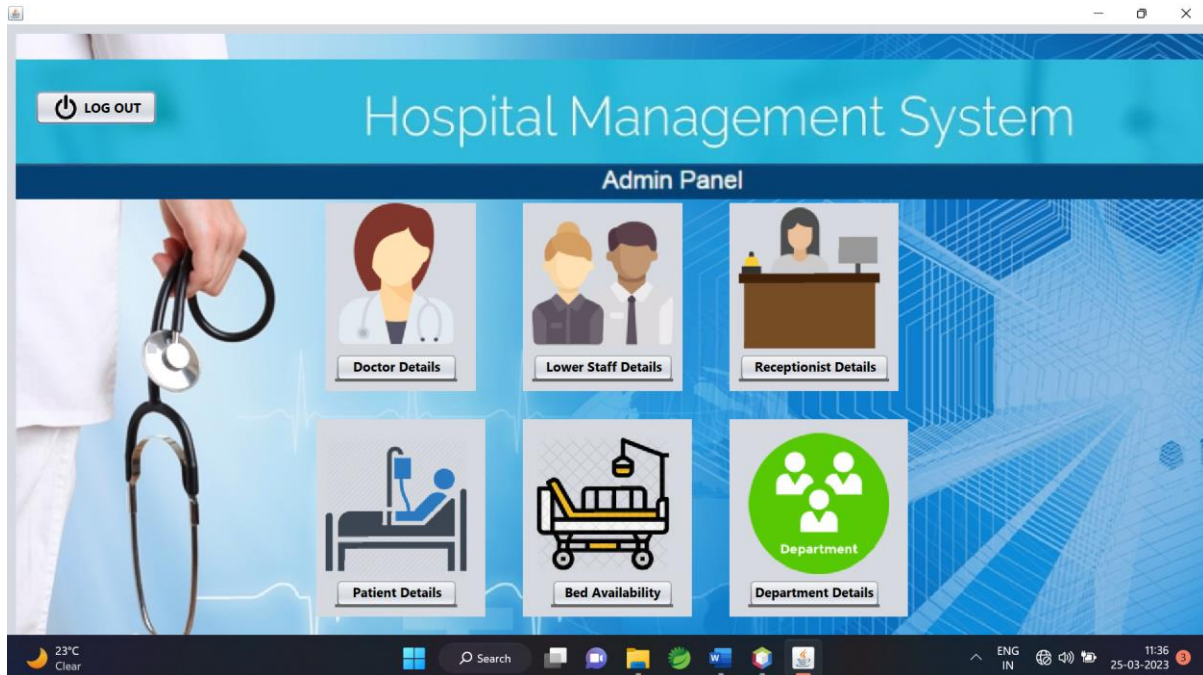 LOG OUT
Hospital Management System
Admin Panel
Doctor Details
Lower Staff Details
Receptionist Details
Department
Patient Details
Bed Availability
Department Details
23°C
Clear
Search
ENG
IN
11:36
25-03-2023
3